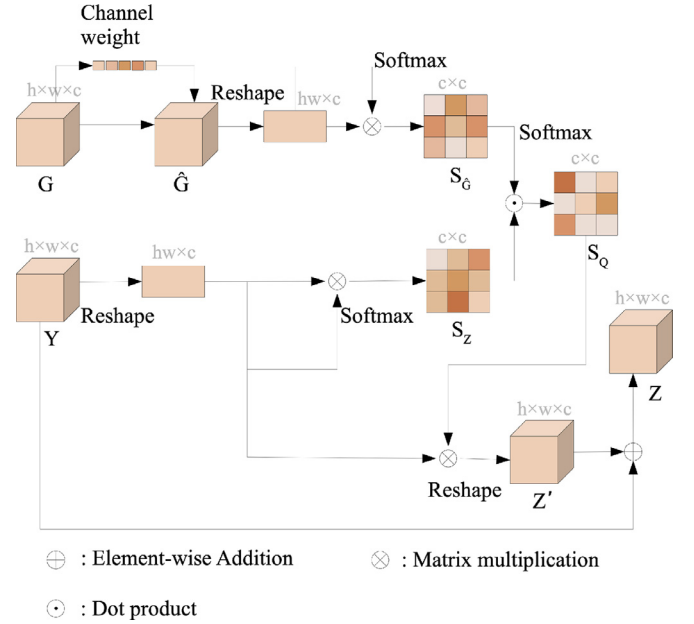 Channel
weight
h×w×c
Reshape
hw×c
Softmax
c×c
G
Ĝ
S_Ĝ
Softmax
c×c
S_Q
h×w×c
hw×c
Reshape
Y
Softmax
c×c
S_Z
h×w×c
Z
h×w×c
Reshape
Z′
⊕ : Element-wise Addition
⊗ : Matrix multiplication
⊙ : Dot product